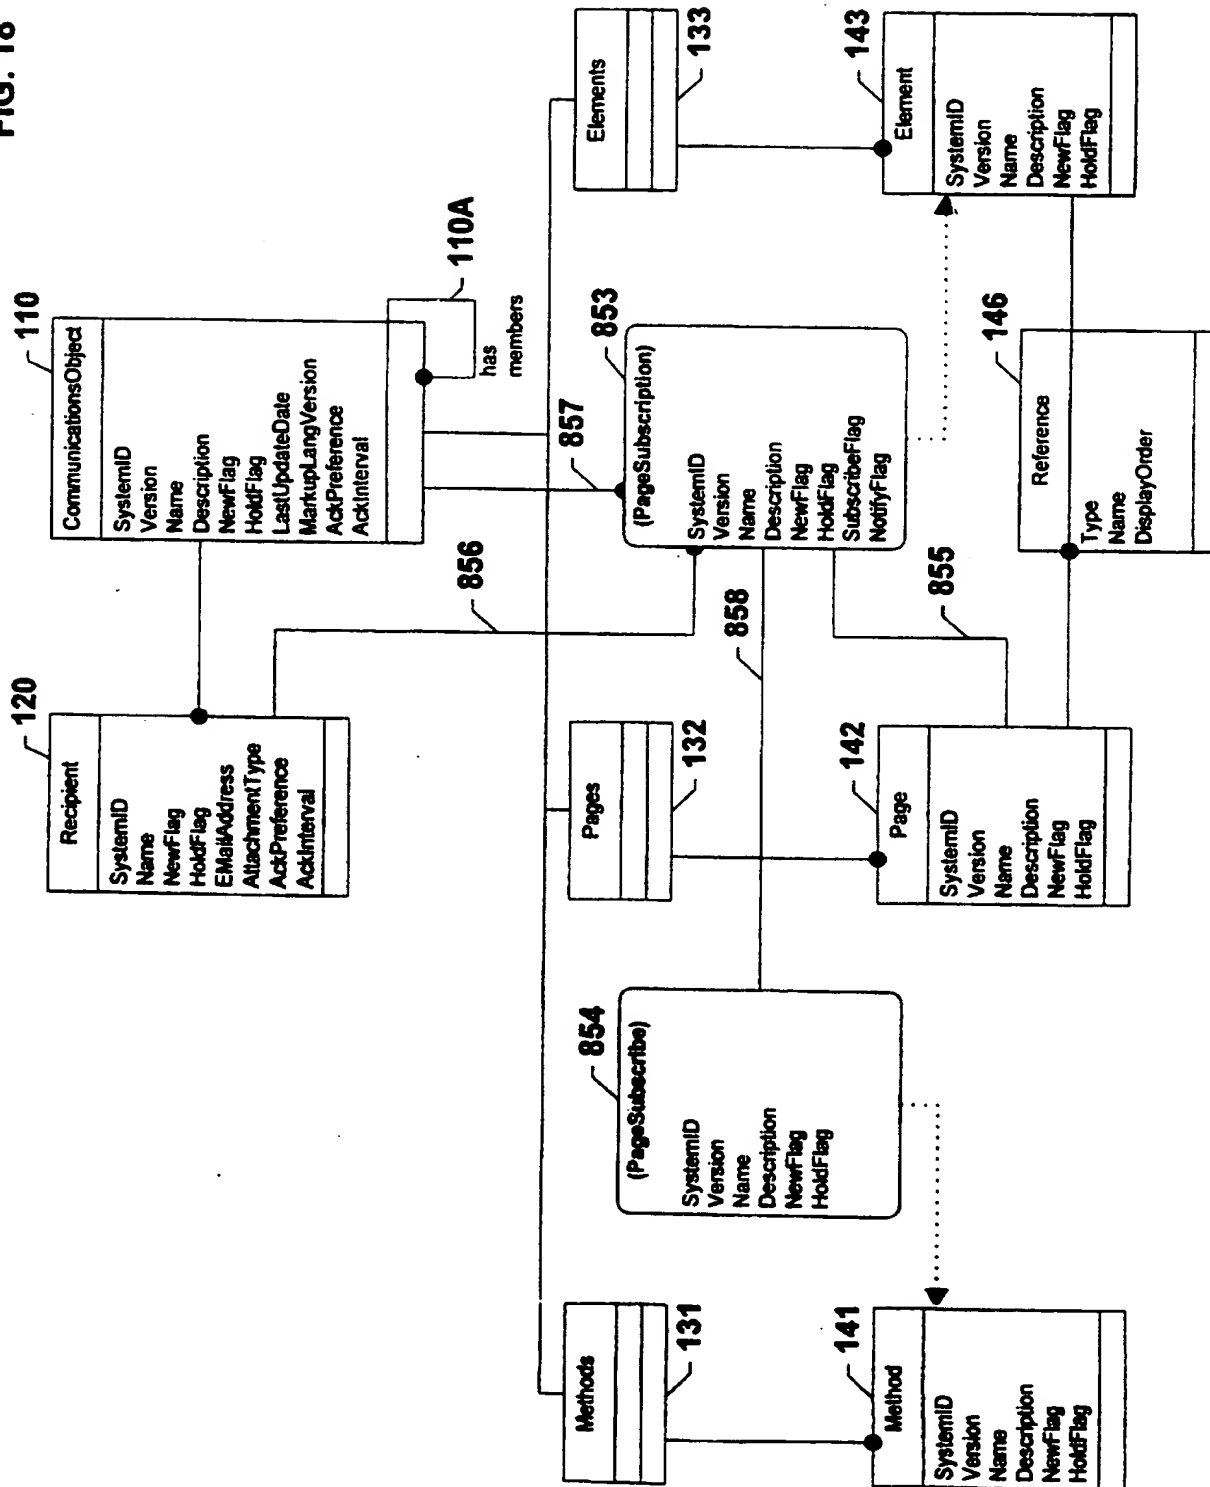 FIG. 18
110
CommunicationsObject
SystemID
Version
Name
Description
NewFlag
HoldFlag
LastUpdateDate
MarkupLangVersion
AckPreference
AckInterval
110A
has
members
120
Recipient
SystemID
Name
NewFlag
HoldFlag
EMailAddress
AttachmentType
AckPreference
AckInterval
856
857
Elements
133
Pages
132
Methods
131
853
(PageSubscription)
SystemID
Version
Name
Description
NewFlag
HoldFlag
SubscribeFlag
NotifyFlag
858
854
(PageSubscribe)
SystemID
Version
Name
Description
NewFlag
HoldFlag
855
143
Element
SystemID
Version
Name
Description
NewFlag
HoldFlag
146
Reference
Type
Name
DisplayOrder
142
Page
SystemID
Version
Name
Description
NewFlag
HoldFlag
141
Method
SystemID
Version
Name
Description
NewFlag
HoldFlag